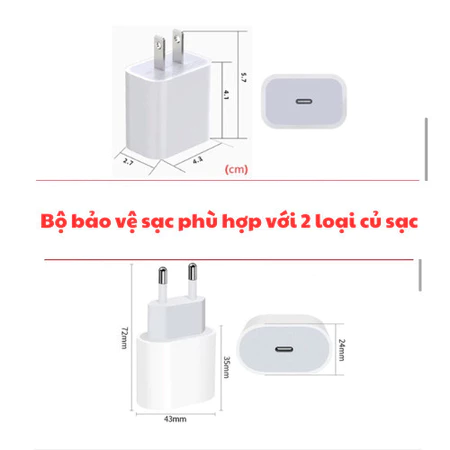 5.7
4.1
2.7
4.2
(cm)
Bộ bảo vệ sạc phù hợp với 2 loại củ sạc
72mm
35mm
24mm
43mm